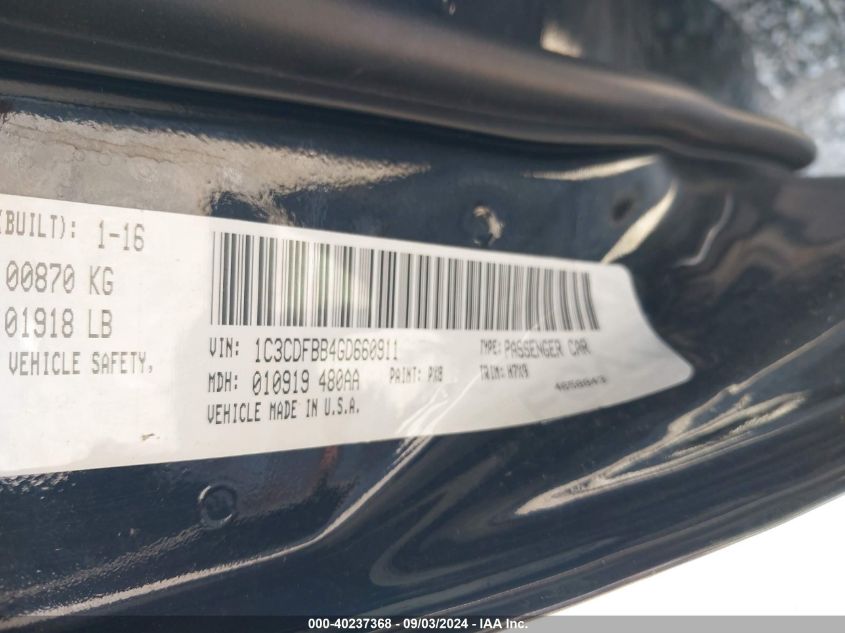 (BUILT): 1-16
00870 KG
01918 LB
VEHICLE SAFETY,
VIN: 1C3CDFBB4GD660911 TYPE: PASSENGER CAR
MDH: 010919 480AA PAINT: PX8 TRIM: H7X9
VEHICLE MADE IN U.S.A.
000-40237368 - 09/03/2024 - IAA Inc.